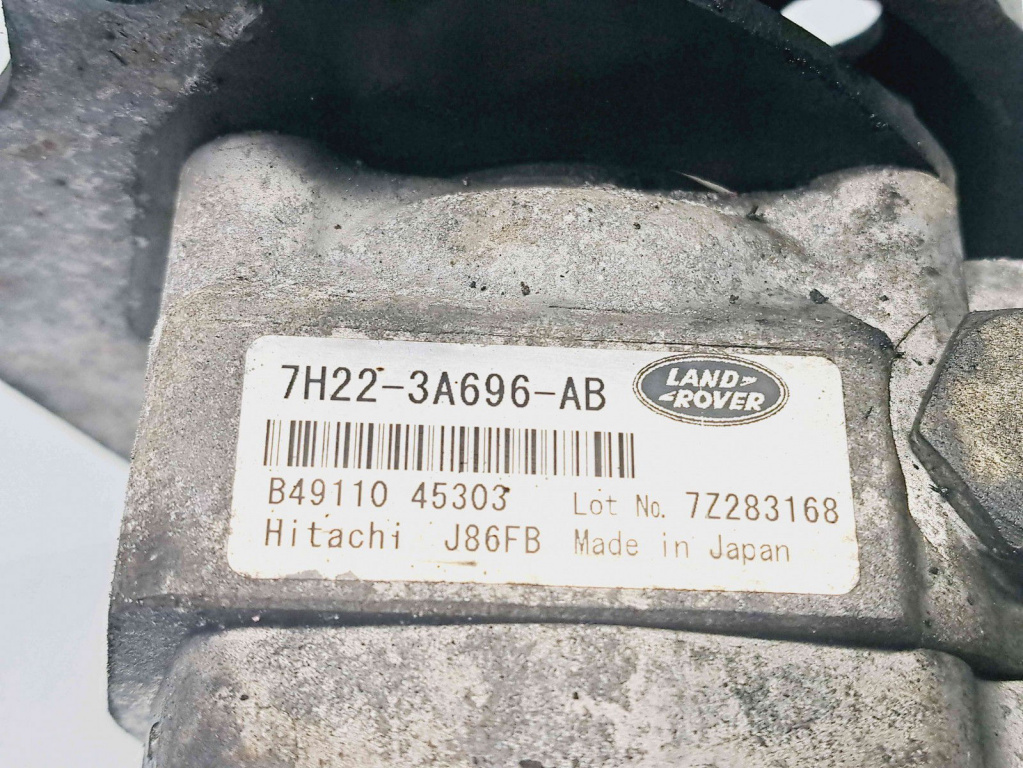 7H22-3A696-AB
LAND
ROVER
B49110 45303 Lot No. 7Z283168
Hitachi J86FB Made in Japan